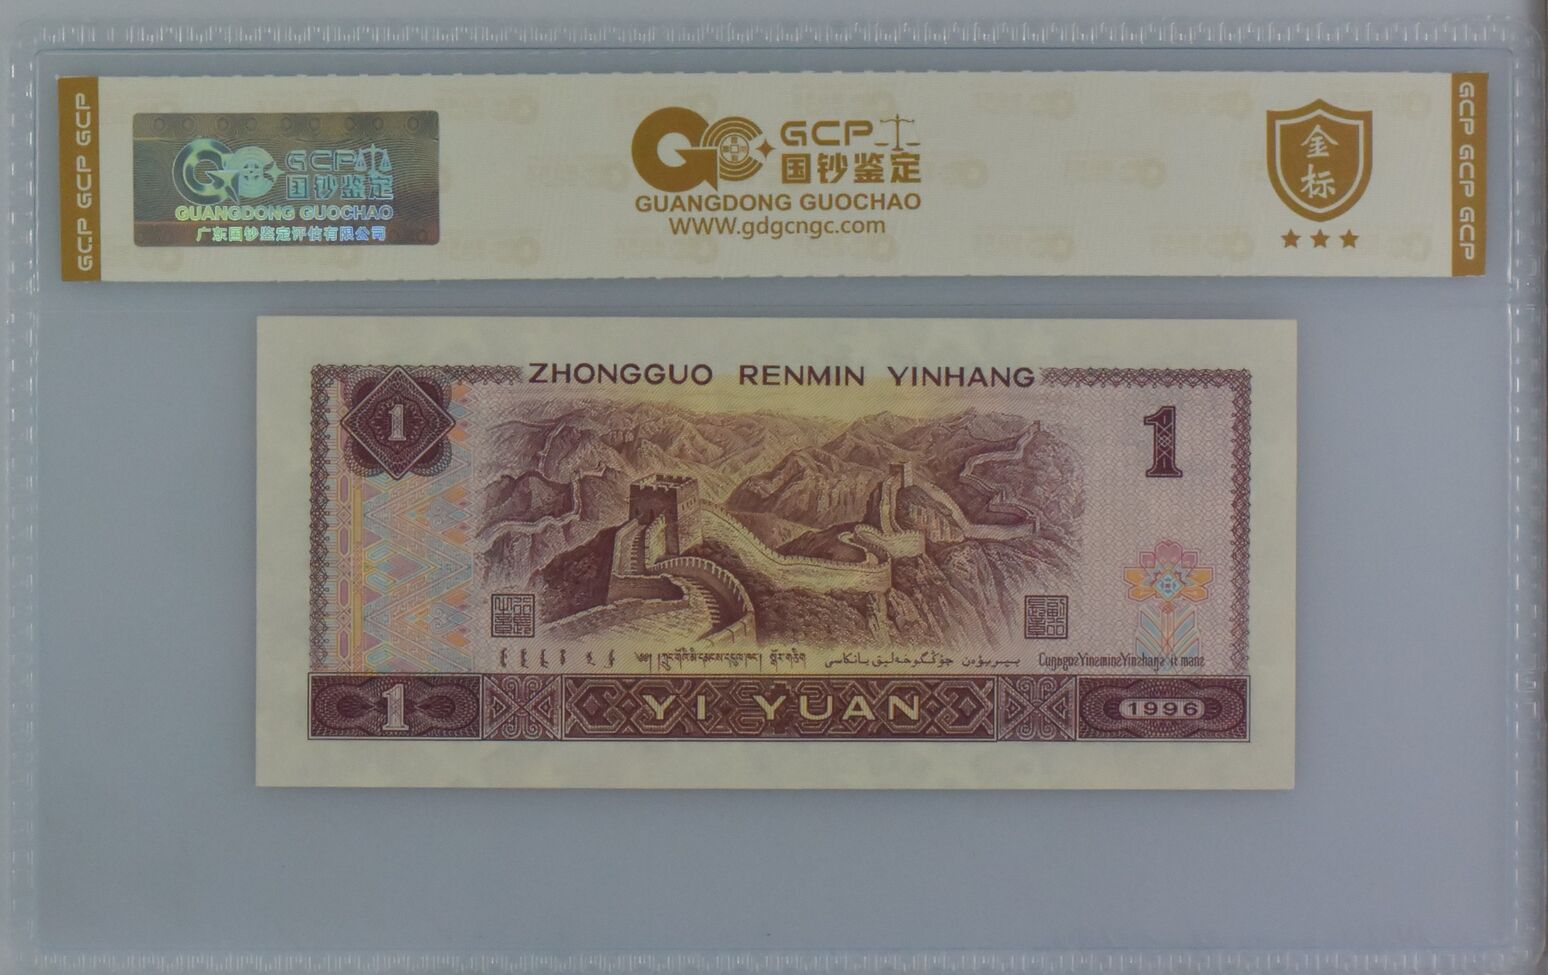 GCP GCP GCP
GCP
国钞鉴定
GUANGDONG GUOCHAO
广东国钞鉴定评估有限公司
GCP
国钞鉴定
GUANGDONG GUOCHAO
WWW.gdgcngc.com
金标
GCP GCP GCP
ZHONGGUO RENMIN YINHANG
1
1
1
YI YUAN
1996